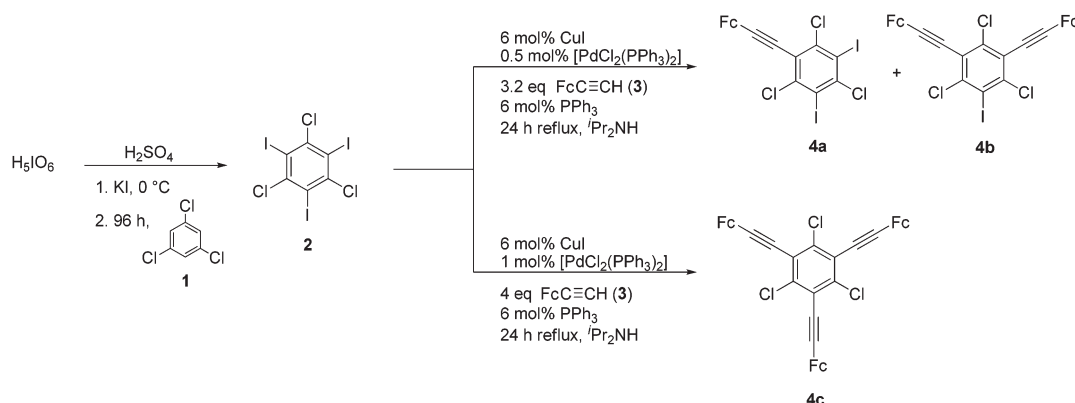 H₅IO₆
H₂SO₄
1. KI, 0 °C
2. 96 h,
Cl
Cl
Cl
1
Cl
I
I
Cl
Cl
I
2
6 mol% CuI
0.5 mol% [PdCl₂(PPh₃)₂]
3.2 eq FcC≡CH (3)
6 mol% PPh₃
24 h reflux, ⁱPr₂NH
Fc
Cl
I
Cl
Cl
I
4a
+
Fc
Cl
Fc
Cl
Cl
I
4b
6 mol% CuI
1 mol% [PdCl₂(PPh₃)₂]
4 eq FcC≡CH (3)
6 mol% PPh₃
24 h reflux, ⁱPr₂NH
Fc
Cl
Fc
Cl
Cl
Fc
4c